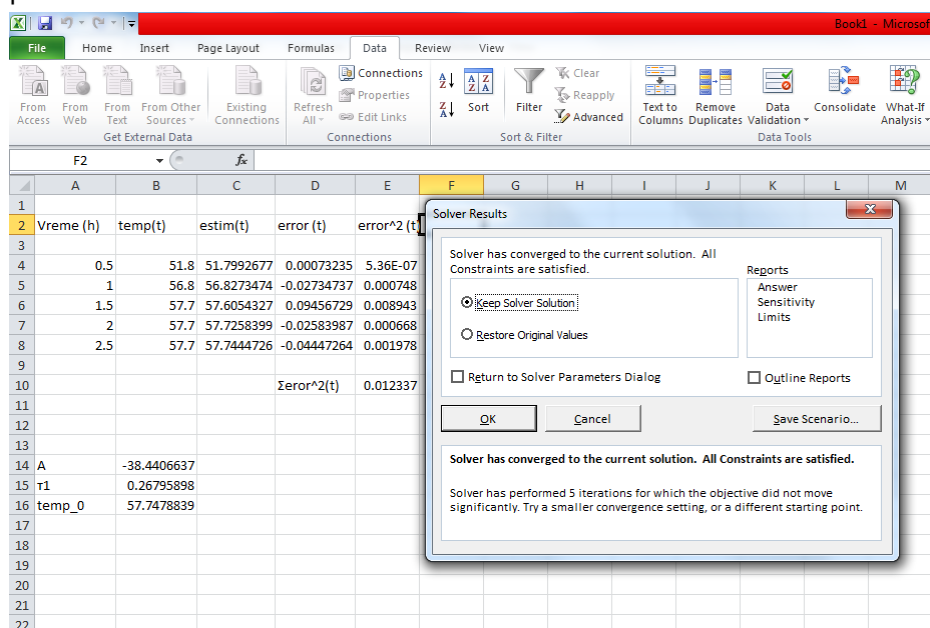 Book1 - Microsof
File Home Insert Page Layout Formulas Data Review View
From Access
From Web
From Text
From Other Sources
Existing Connections
Get External Data
Refresh All
Connections
Properties
Edit Links
Connections
Sort
Filter
Clear
Reapply
Advanced
Sort & Filter
Text to Columns
Remove Duplicates
Data Validation
Consolidate
What-If Analysis
Data Tools
F2 fx
A B C D E F G H I J K L M
1
2 Vreme (h) temp(t) estim(t) error (t) error^2 (t
3
4 0.5 51.8 51.7992677 0.00073235 5.36E-07
5 1 56.8 56.8273474 -0.02734737 0.000748
6 1.5 57.7 57.6054327 0.09456729 0.008943
7 2 57.7 57.7258399 -0.02583987 0.000668
8 2.5 57.7 57.7444726 -0.04447264 0.001978
9
10 Σeror^2(t) 0.012337
11
12
13
14 A -38.4406637
15 τ1 0.26795898
16 temp_0 57.7478839
17
18
19
20
21
22
Solver Results
Solver has converged to the current solution. All
Constraints are satisfied.
Keep Solver Solution
Restore Original Values
Reports
Answer
Sensitivity
Limits
Return to Solver Parameters Dialog
Outline Reports
OK Cancel Save Scenario...
Solver has converged to the current solution. All Constraints are satisfied.
Solver has performed 5 iterations for which the objective did not move
significantly. Try a smaller convergence setting, or a different starting point.